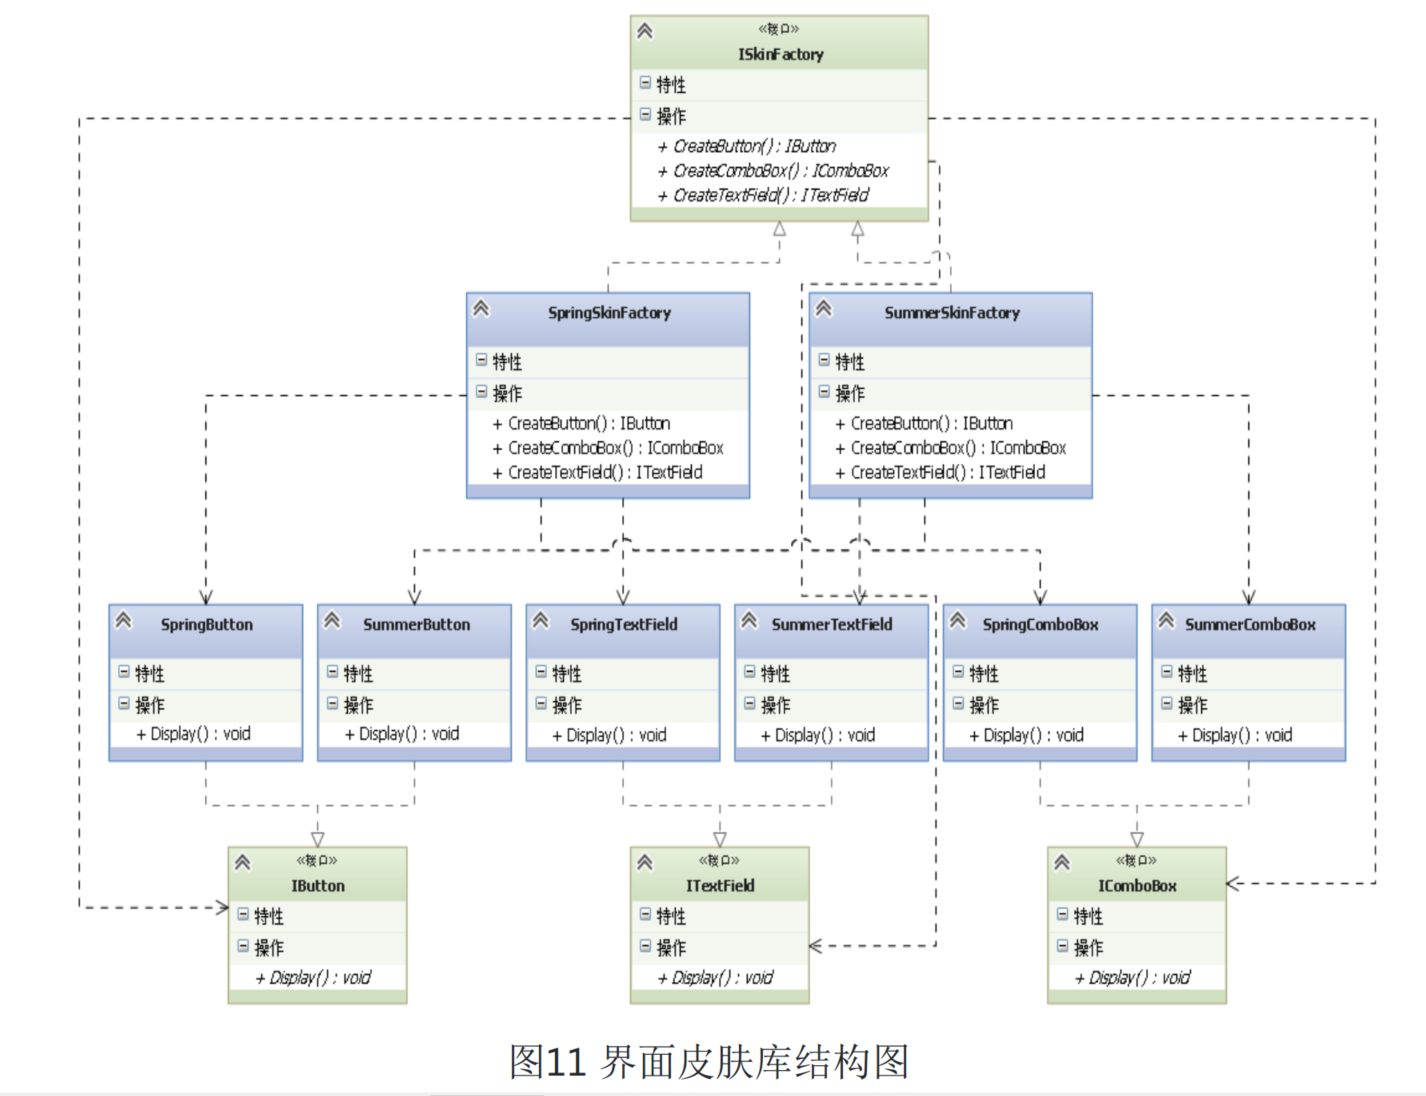 «接口»
ISkinFactory
特性
操作
+ CreateButton() : IButton
+ CreateComboBox() : IComboBox
+ CreateTextField() : ITextField
SpringSkinFactory
特性
操作
+ CreateButton() : IButton
+ CreateComboBox() : IComboBox
+ CreateTextField() : ITextField
SummerSkinFactory
特性
操作
+ CreateButton() : IButton
+ CreateComboBox() : IComboBox
+ CreateTextField() : ITextField
SpringButton
特性
操作
+ Display() : void
SummerButton
特性
操作
+ Display() : void
SpringTextField
特性
操作
+ Display() : void
SummerTextField
特性
操作
+ Display() : void
SpringComboBox
特性
操作
+ Display() : void
SummerComboBox
特性
操作
+ Display() : void
«接口»
IButton
特性
操作
+ Display() : void
«接口»
ITextField
特性
操作
+ Display() : void
«接口»
IComboBox
特性
操作
+ Display() : void
图11 界面皮肤库结构图